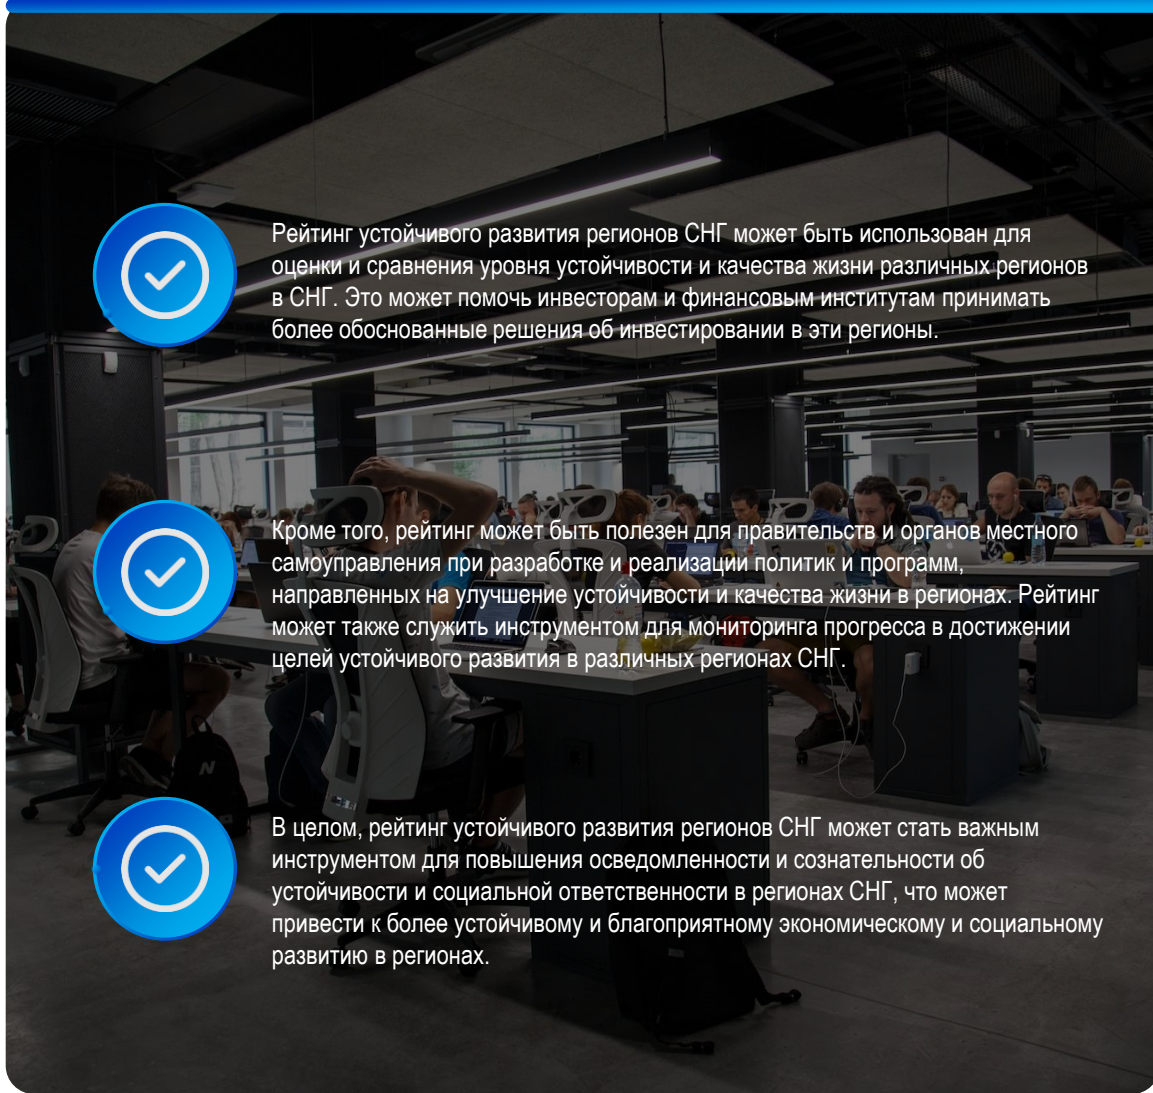 Рейтинг устойчивого развития регионов СНГ может быть использован для
оценки и сравнения уровня устойчивости и качества жизни различных регионов
в СНГ. Это может помочь инвесторам и финансовым институтам принимать
более обоснованные решения об инвестировании в эти регионы.
Кроме того, рейтинг может быть полезен для правительств и органов местного
самоуправления при разработке и реализации политик и программ,
направленных на улучшение устойчивости и качества жизни в регионах. Рейтинг
может также служить инструментом для мониторинга прогресса в достижении
целей устойчивого развития в различных регионах СНГ.
В целом, рейтинг устойчивого развития регионов СНГ может стать важным
инструментом для повышения осведомленности и сознательности об
устойчивости и социальной ответственности в регионах СНГ, что может
привести к более устойчивому и благоприятному экономическому и социальному
развитию в регионах.